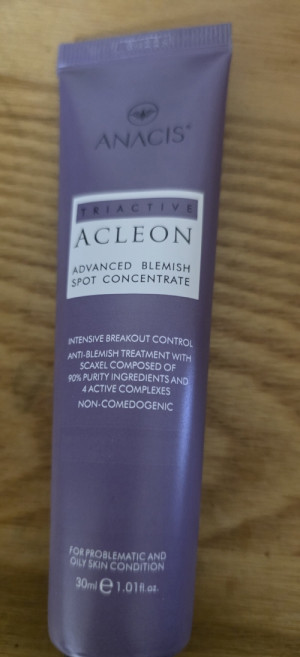 ANACIS
TRIACTIVE
ACLEON
ADVANCED BLEMISH
SPOT CONCENTRATE
INTENSIVE BREAKOUT CONTROL
ANTI-BLEMISH TREATMENT WITH
SCAXEL COMPOSED OF
90% PURITY INGREDIENTS AND
4 ACTIVE COMPLEXES
NON-COMEDOGENIC
FOR PROBLEMATIC AND
OILY SKIN CONDITION
30ml e 1.01fl.oz.